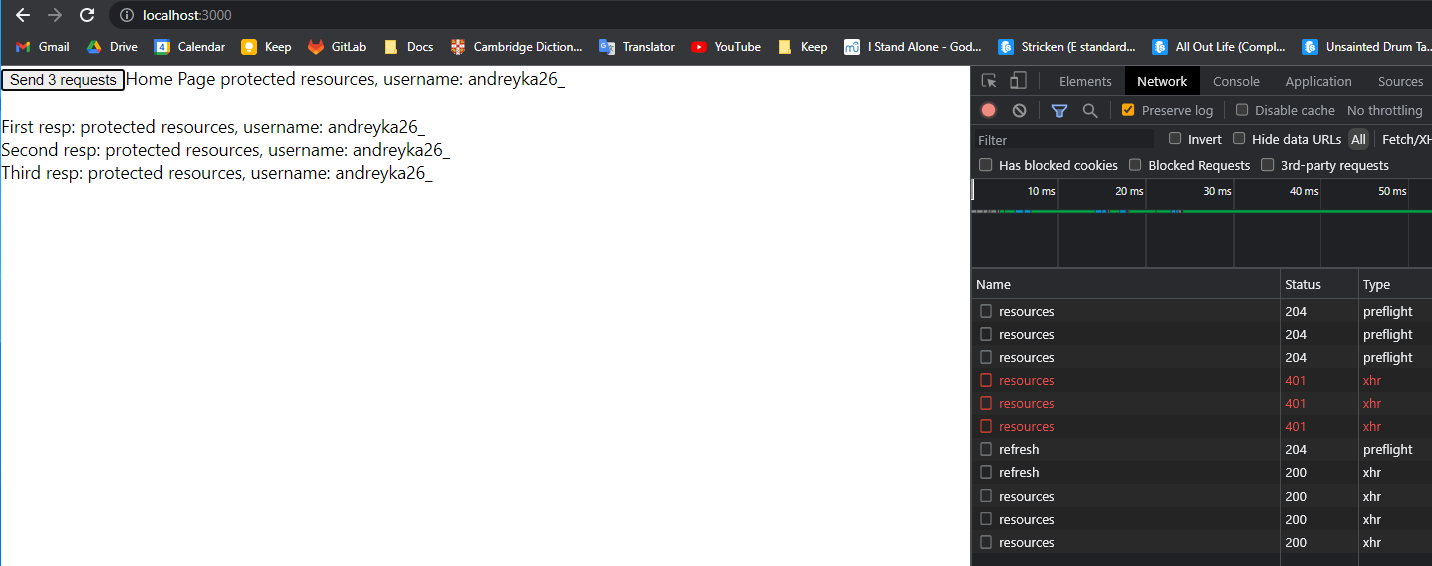 localhost:3000
Gmail Drive Calendar Keep GitLab Docs Cambridge Diction... Translator YouTube Keep I Stand Alone - God... Stricken (E standard... All Out Life (Compl... Unsainted Drum Ta..
Send 3 requests Home Page protected resources, username: andreyka26_
First resp: protected resources, username: andreyka26_
Second resp: protected resources, username: andreyka26_
Third resp: protected resources, username: andreyka26_
Elements Network Console Application Sources
Preserve log Disable cache No throttling
Filter Invert Hide data URLs All Fetch/XH
Has blocked cookies Blocked Requests 3rd-party requests
10 ms 20 ms 30 ms 40 ms 50 ms
Name Status Type
resources 204 preflight
resources 204 preflight
resources 204 preflight
resources 401 xhr
resources 401 xhr
resources 401 xhr
refresh 204 preflight
refresh 200 xhr
resources 200 xhr
resources 200 xhr
resources 200 xhr